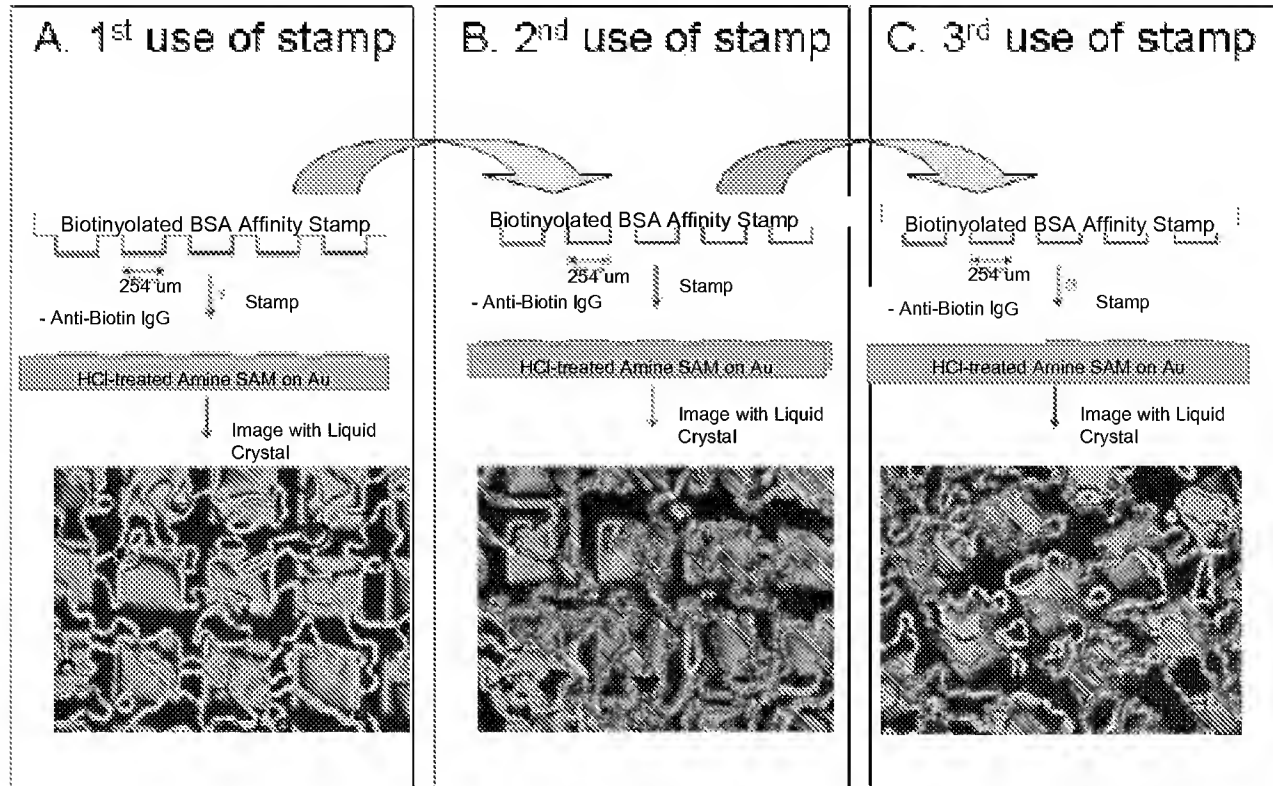 A. 1st use of stamp
Biotinyolated BSA Affinity Stamp
254 um
Stamp
- Anti-Biotin IgG
HCl-treated Amine SAM on Au
Image with Liquid
Crystal
B. 2nd use of stamp
Biotinyolated BSA Affinity Stamp
254 um
Stamp
- Anti-Biotin IgG
HCl-treated Amine SAM on Au
Image with Liquid
Crystal
C. 3rd use of stamp
Biotinyolated BSA Affinity Stamp
254 um
Stamp
- Anti-Biotin IgG
HCl-treated Amine SAM on Au
Image with Liquid
Crystal